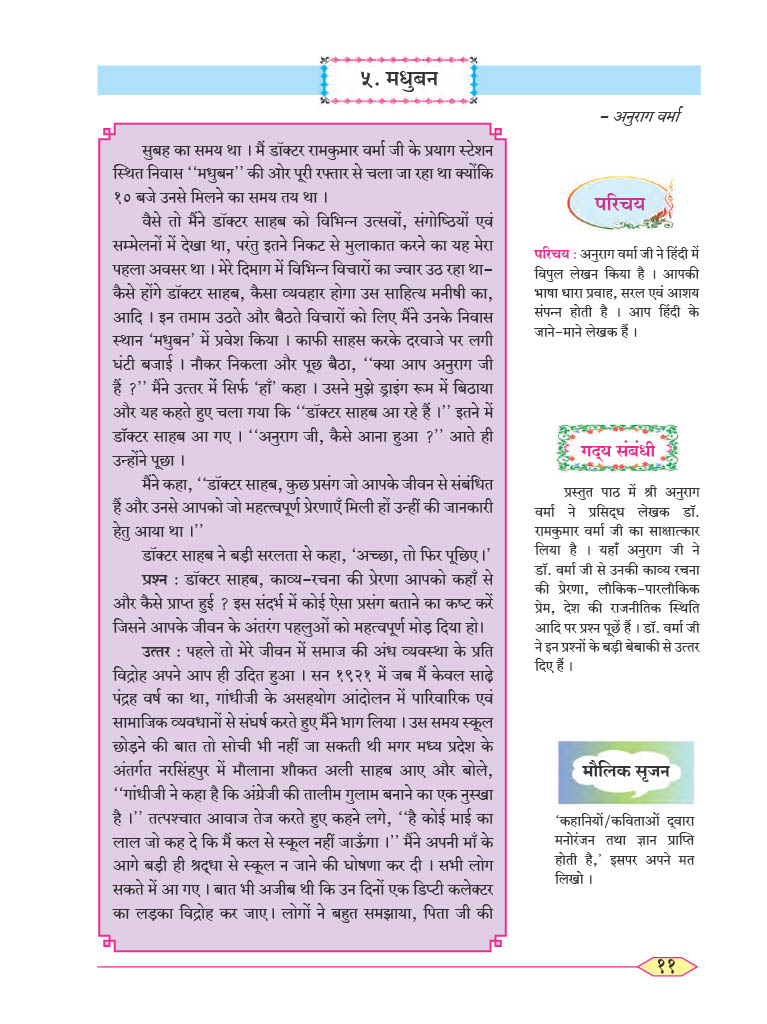 ५. मधुबन
– अनुराग वर्मा
सुबह का समय था । मैं डॉक्टर रामकुमार वर्मा जी के प्रयाग स्टेशन
स्थित निवास ‘‘मधुबन’’ की ओर पूरी रफ्तार से चला जा रहा था क्योंकि
१० बजे उनसे मिलने का समय तय था ।
वैसे तो मैंने डॉक्टर साहब को विभिन्न उत्सवों, संगोष्ठियों एवं
सम्मेलनों में देखा था, परंतु इतने निकट से मुलाकात करने का यह मेरा
पहला अवसर था । मेरे दिमाग में विभिन्न विचारों का ज्वार उठ रहा था-
कैसे होंगे डॉक्टर साहब, कैसा व्यवहार होगा उस साहित्य मनीषी का,
आदि । इन तमाम उठते और बैठते विचारों को लिए मैंने उनके निवास
स्थान ‘मधुबन’ में प्रवेश किया । काफी साहस करके दरवाजे पर लगी
घंटी बजाई । नौकर निकला और पूछ बैठा, ‘‘क्या आप अनुराग जी
हैं ?’’ मैंने उत्तर में सिर्फ ‘हाँ’ कहा । उसने मुझे ड्राइंग रूम में बिठाया
और यह कहते हुए चला गया कि ‘‘डॉक्टर साहब आ रहे हैं ।’’ इतने में
डॉक्टर साहब आ गए । ‘‘अनुराग जी, कैसे आना हुआ ?’’ आते ही
उन्होंने पूछा ।
मैंने कहा, ‘‘डॉक्टर साहब, कुछ प्रसंग जो आपके जीवन से संबंधित
हैं और उनसे आपको जो महत्त्वपूर्ण प्रेरणाएँ मिली हों उन्हीं की जानकारी
हेतु आया था ।’’
डॉक्टर साहब ने बड़ी सरलता से कहा, ‘अच्छा, तो फिर पूछिए।’
प्रश्न : डॉक्टर साहब, काव्य-रचना की प्रेरणा आपको कहाँ से
और कैसे प्राप्त हुई ? इस संदर्भ में कोई ऐसा प्रसंग बताने का कष्ट करें
जिसने आपके जीवन के अंतरंग पहलुओं को महत्वपूर्ण मोड़ दिया हो।
उत्तर : पहले तो मेरे जीवन में समाज की अंध व्यवस्था के प्रति
विद्रोह अपने आप ही उदित हुआ । सन १९२१ में जब मैं केवल साढ़े
पंद्रह वर्ष का था, गांधीजी के असहयोग आंदोलन में पारिवारिक एवं
सामाजिक व्यवधानों से संघर्ष करते हुए मैंने भाग लिया । उस समय स्कूल
छोड़ने की बात तो सोची भी नहीं जा सकती थी मगर मध्य प्रदेश के
अंतर्गत नरसिंहपुर में मौलाना शौकत अली साहब आए और बोले,
‘‘गांधीजी ने कहा है कि अंग्रेजी की तालीम गुलाम बनाने का एक नुस्खा
है ।’’ तत्पश्चात आवाज तेज करते हुए कहने लगे, ‘‘है कोई माई का
लाल जो कह दे कि मैं कल से स्कूल नहीं जाऊँगा ।’’ मैंने अपनी माँ के
आगे बड़ी ही श्रद्धा से स्कूल न जाने की घोषणा कर दी । सभी लोग
सकते में आ गए । बात भी अजीब थी कि उन दिनों एक डिप्टी कलेक्टर
का लड़का विद्रोह कर जाए। लोगों ने बहुत समझाया, पिता जी की
परिचय
परिचय : अनुराग वर्मा जी ने हिंदी में
विपुल लेखन किया है । आपकी
भाषा धारा प्रवाह, सरल एवं आशय
संपन्न होती है । आप हिंदी के
जाने-माने लेखक हैं ।
गद्य संबंधी
प्रस्तुत पाठ में श्री अनुराग
वर्मा ने प्रसिद्ध लेखक डॉ.
रामकुमार वर्मा जी का साक्षात्कार
लिया है । यहाँ अनुराग जी ने
डॉ. वर्मा जी से उनकी काव्य रचना
की प्रेरणा, लौकिक-पारलौकिक
प्रेम, देश की राजनीतिक स्थिति
आदि पर प्रश्न पूछें हैं । डॉ. वर्मा जी
ने इन प्रश्नों के बड़ी बेबाकी से उत्तर
दिए हैं ।
मौलिक सृजन
‘कहानियों/कविताओं द्वारा
मनोरंजन तथा ज्ञान प्राप्ति
होती है,’ इसपर अपने मत
लिखो ।
११